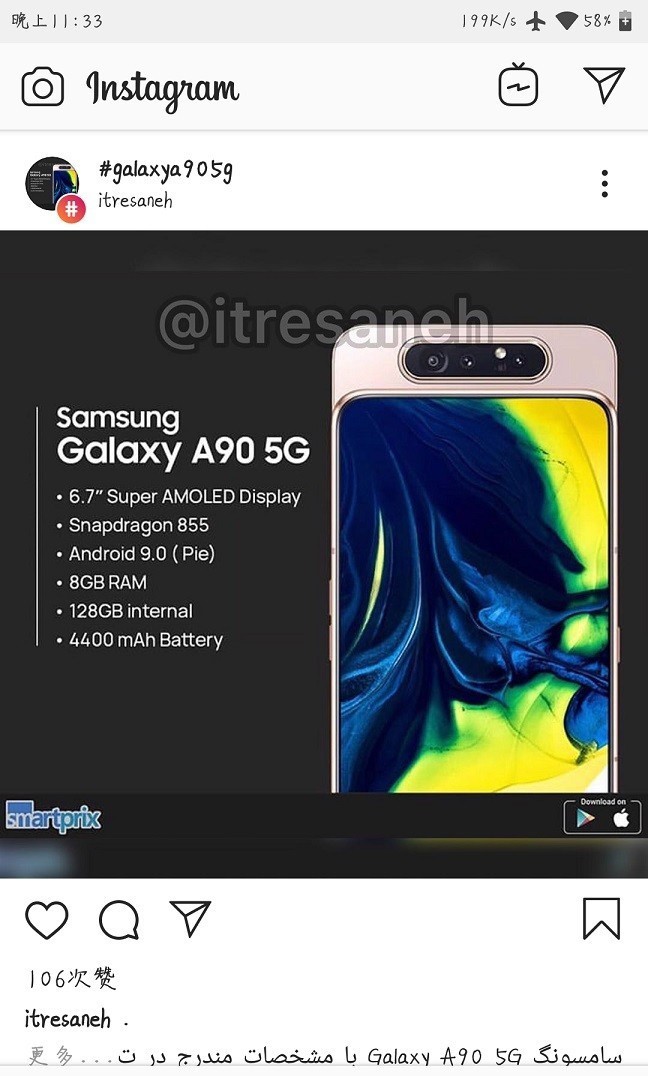 晚上11:33
199K/s 58%
Instagram
#galaxya905g
itresaneh
@itresaneh
Samsung
Galaxy A90 5G
• 6.7” Super AMOLED Display
• Snapdragon 855
• Android 9.0 ( Pie)
• 8GB RAM
• 128GB internal
• 4400 mAh Battery
smartprix
Download on
106次赞
itresaneh .
سامسونگ Galaxy A90 5G با مشخصات مندرج در ت...更多